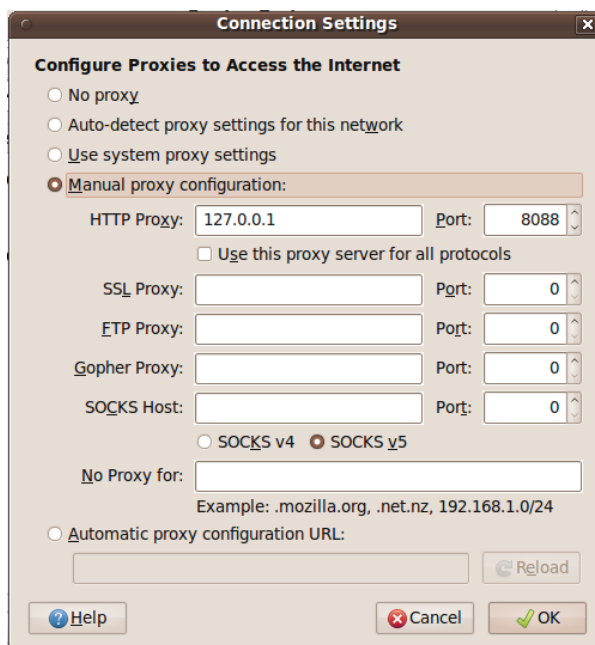 Connection Settings
Configure Proxies to Access the Internet
No proxy
Auto-detect proxy settings for this network
Use system proxy settings
Manual proxy configuration:
HTTP Proxy: 127.0.0.1 Port: 8088
Use this proxy server for all protocols
SSL Proxy: Port: 0
FTP Proxy: Port: 0
Gopher Proxy: Port: 0
SOCKS Host: Port: 0
SOCKS v4 SOCKS v5
No Proxy for:
Example: .mozilla.org, .net.nz, 192.168.1.0/24
Automatic proxy configuration URL:
Reload
Help Cancel OK